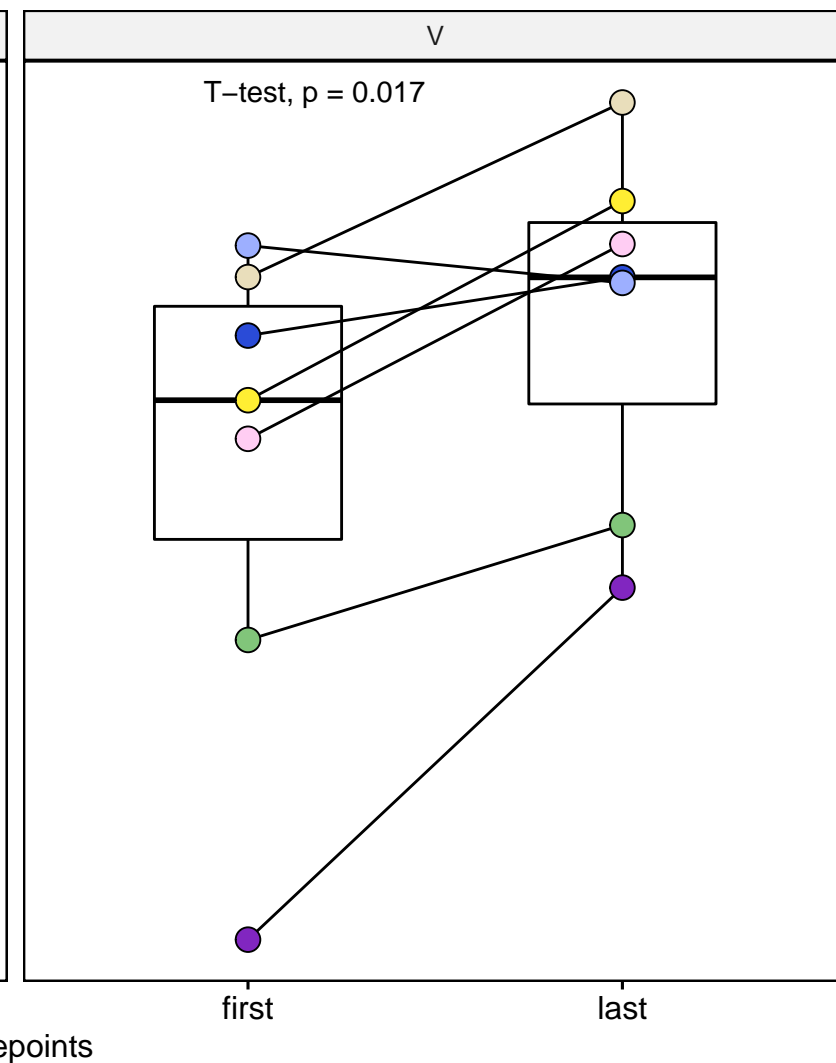 V
T−test, p = 0.017
first last
epoints